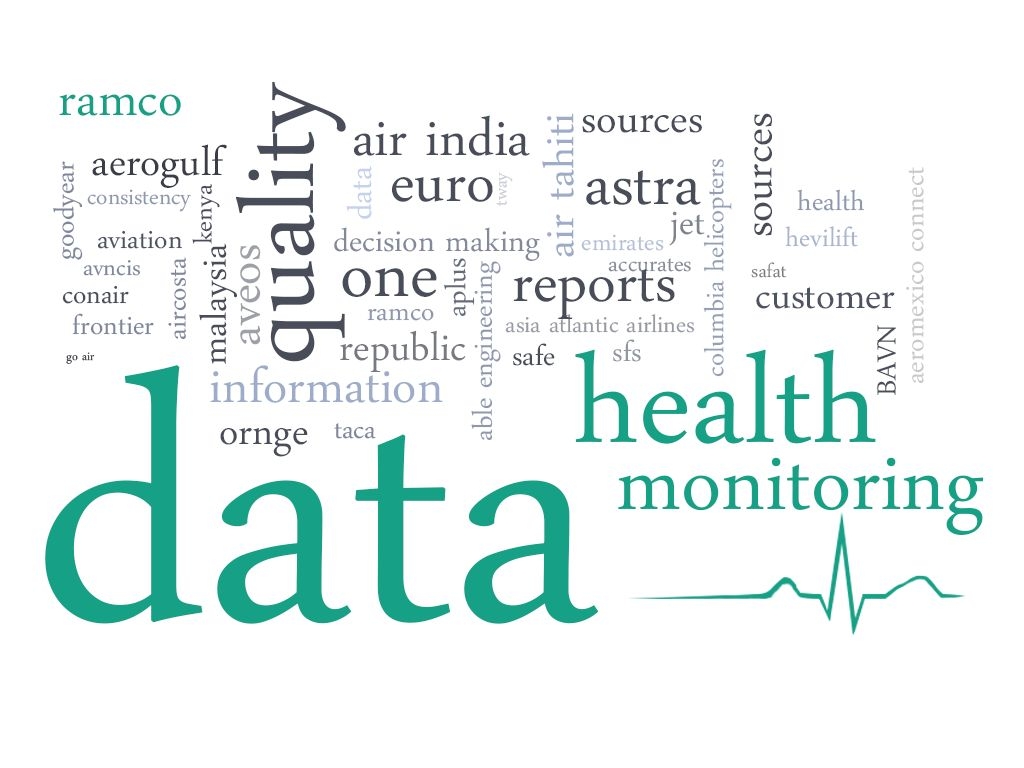 ramco
aerogulf
goodyear
consistency
kenya
aviation
avncis
conair
aircosta
malaysia
frontier
go air
aveos
quality
air india
data
euro
tway
decision making
one
aplus
ramco
republic
able engineering
information
ornge
taca
air tahiti
sources
astra
jet
emirates
accurates
reports
asia atlantic airlines
safe
sfs
columbia helicopters
sources
health
hevilift
safat
customer
BAVN
aeromexico connect
data
health
monitoring